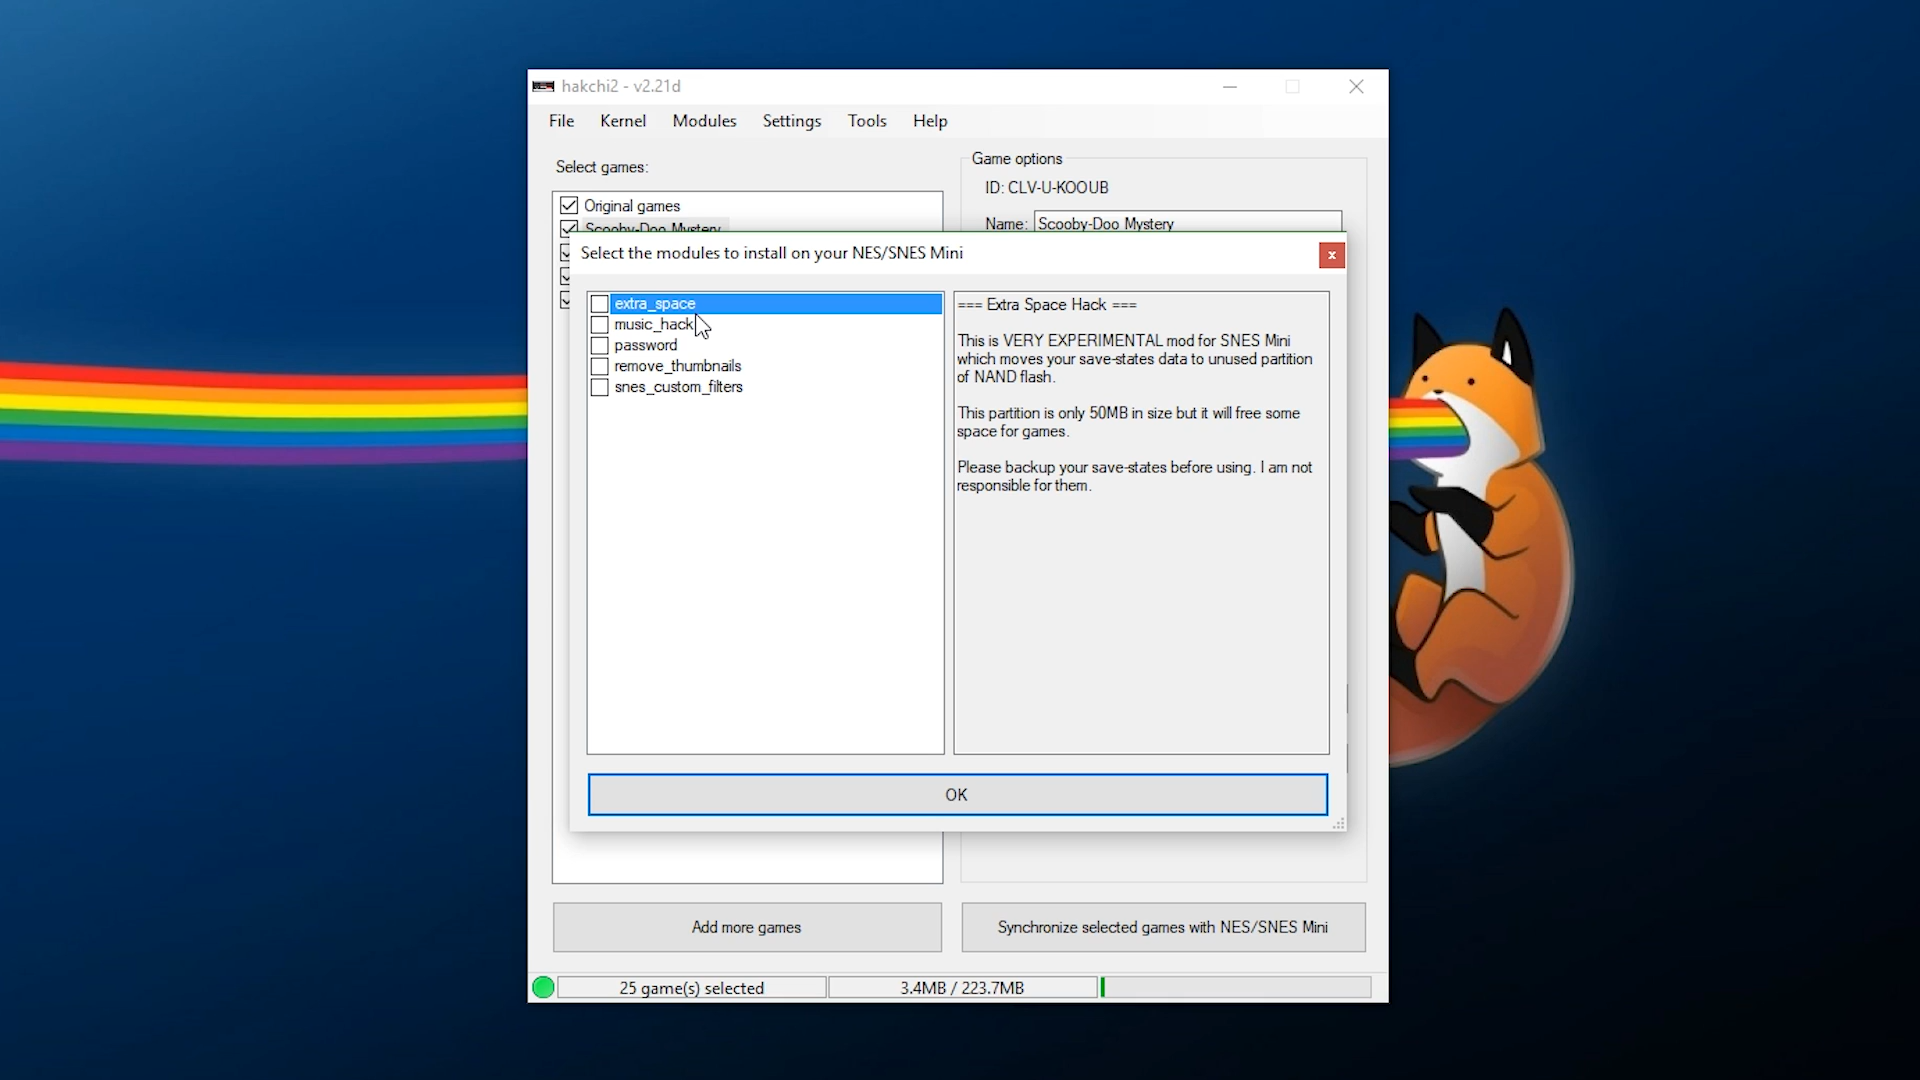 hakchi2 - v2.21d
File Kernel Modules Settings Tools Help
Select games:
Original games
Scooby-Doo Mystery
Game options
ID: CLV-U-KOOUB
Name: Scooby-Doo Mystery
Select the modules to install on your NES/SNES Mini
extra_space
music_hack
password
remove_thumbnails
snes_custom_filters
=== Extra Space Hack ===
This is VERY EXPERIMENTAL mod for SNES Mini
which moves your save-states data to unused partition
of NAND flash.
This partition is only 50MB in size but it will free some
space for games.
Please backup your save-states before using. I am not
responsible for them.
OK
Add more games
Synchronize selected games with NES/SNES Mini
25 game(s) selected
3.4MB / 223.7MB